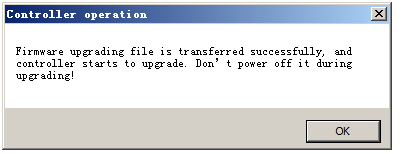 Controller operation
Firmware upgrading file is transferred successfully, and
controller starts to upgrade. Don’t power off it during
upgrading!
OK